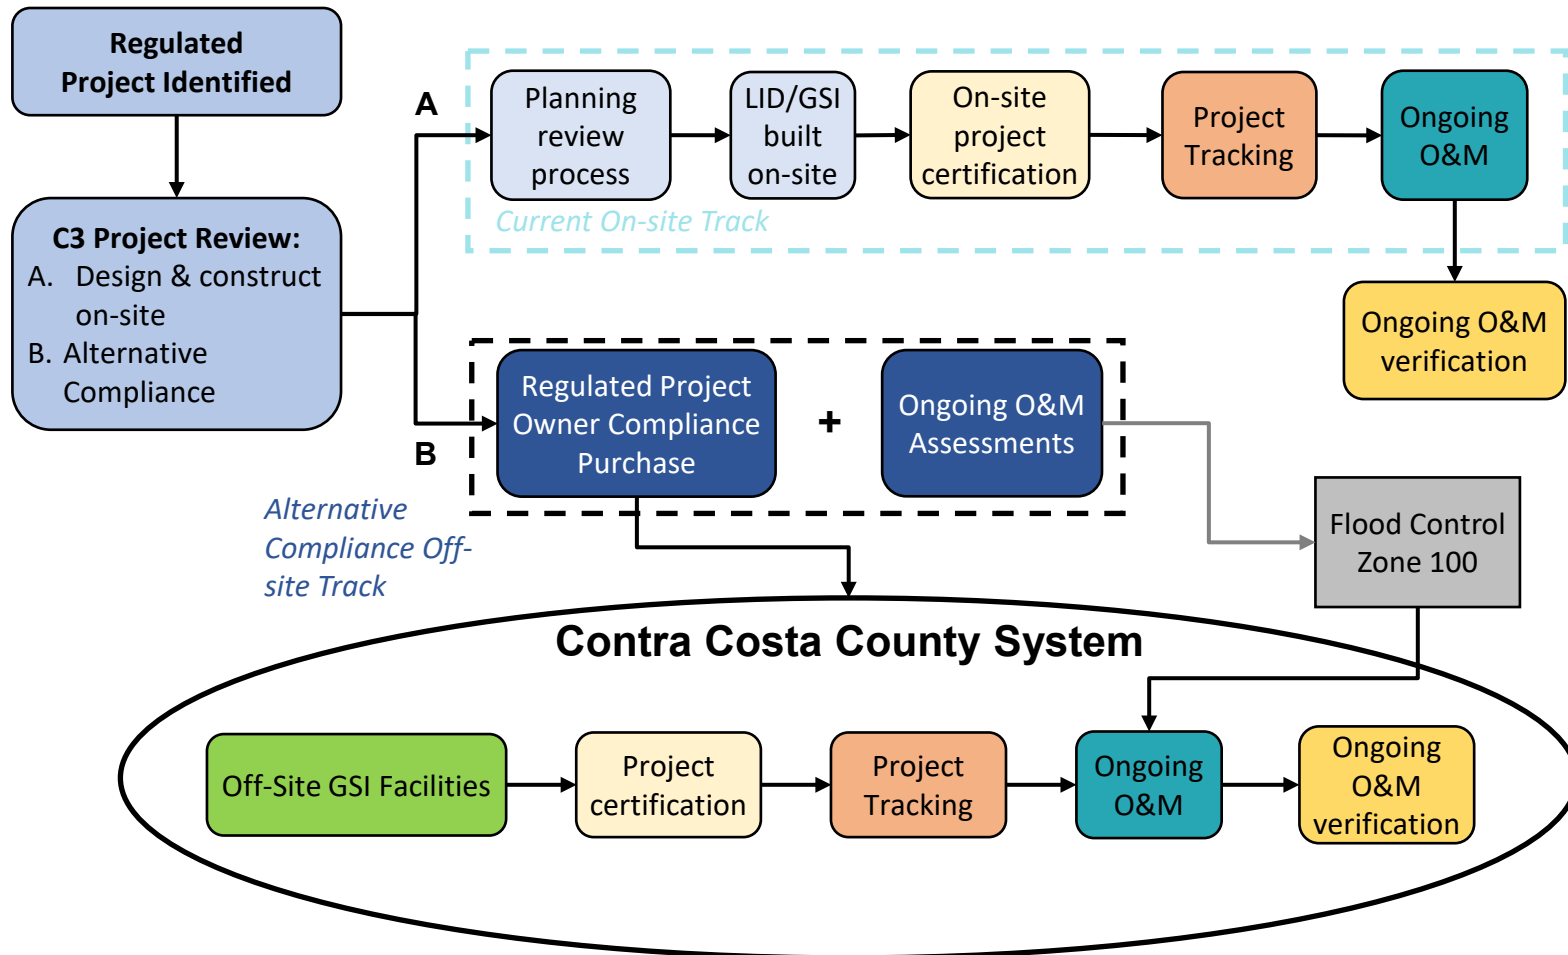 Regulated
Project Identified
C3 Project Review:
A. Design & construct
on-site
B. Alternative
Compliance
A
Planning
review
process
LID/GSI
built
on-site
On-site
project
certification
Project
Tracking
Ongoing
O&M
Current On-site Track
Ongoing O&M
verification
B
Regulated Project
Owner Compliance
Purchase
+
Ongoing O&M
Assessments
Alternative
Compliance Off-
site Track
Flood Control
Zone 100
Contra Costa County System
Off-Site GSI Facilities
Project
certification
Project
Tracking
Ongoing
O&M
Ongoing
O&M
verification